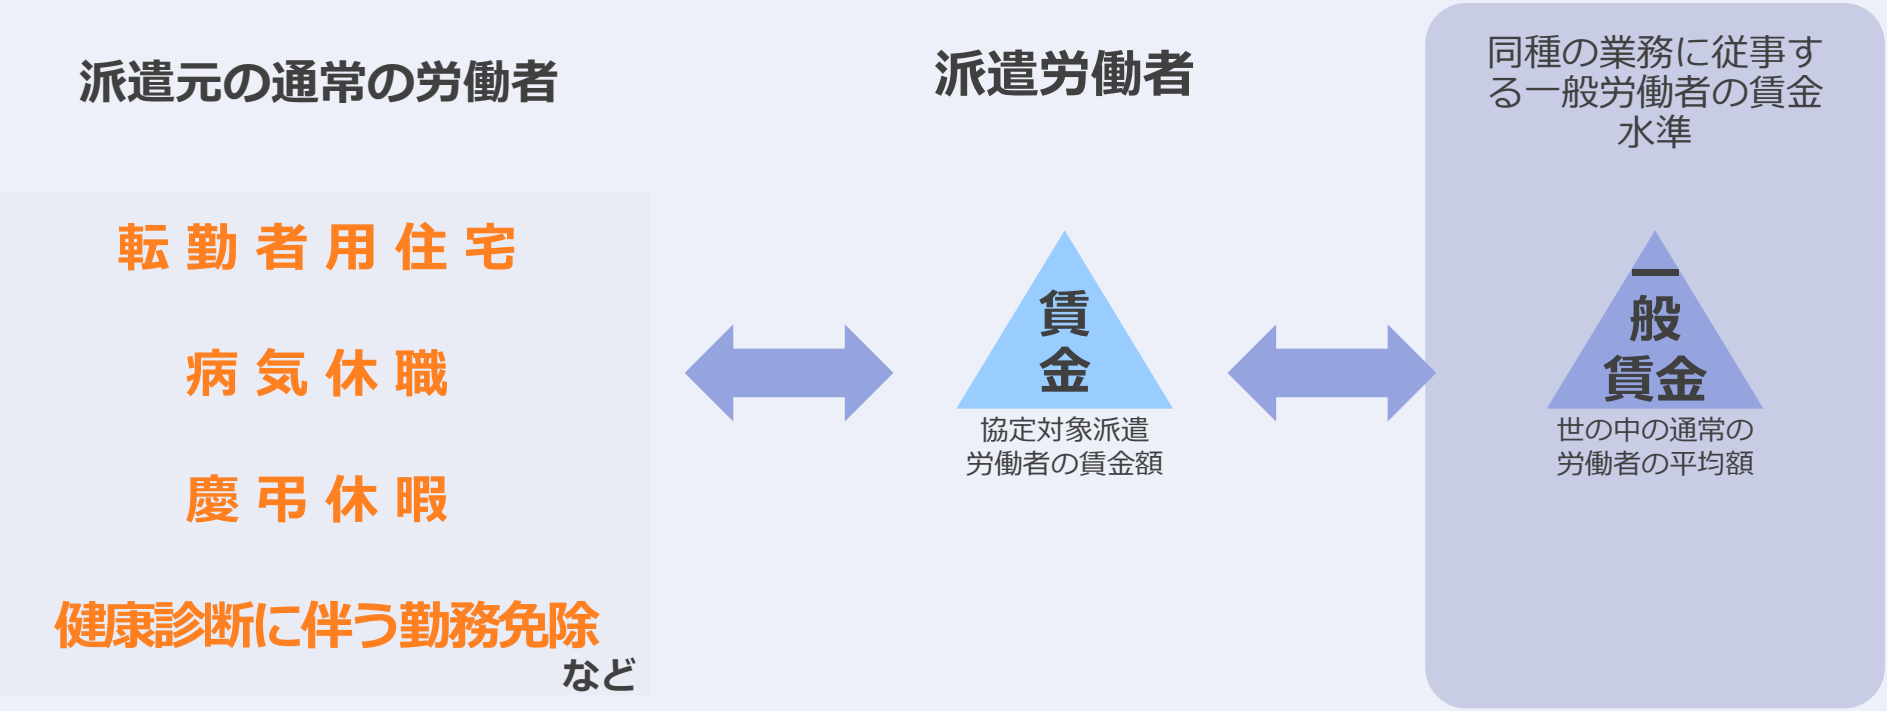 派遣元の通常の労働者
転勤者用住宅
病気休職
慶弔休暇
健康診断に伴う勤務免除
など
派遣労働者
賃
金
協定対象派遣
労働者の賃金額
同種の業務に従事す
る一般労働者の賃金
水準
一
般
賃金
世の中の通常の
労働者の平均額